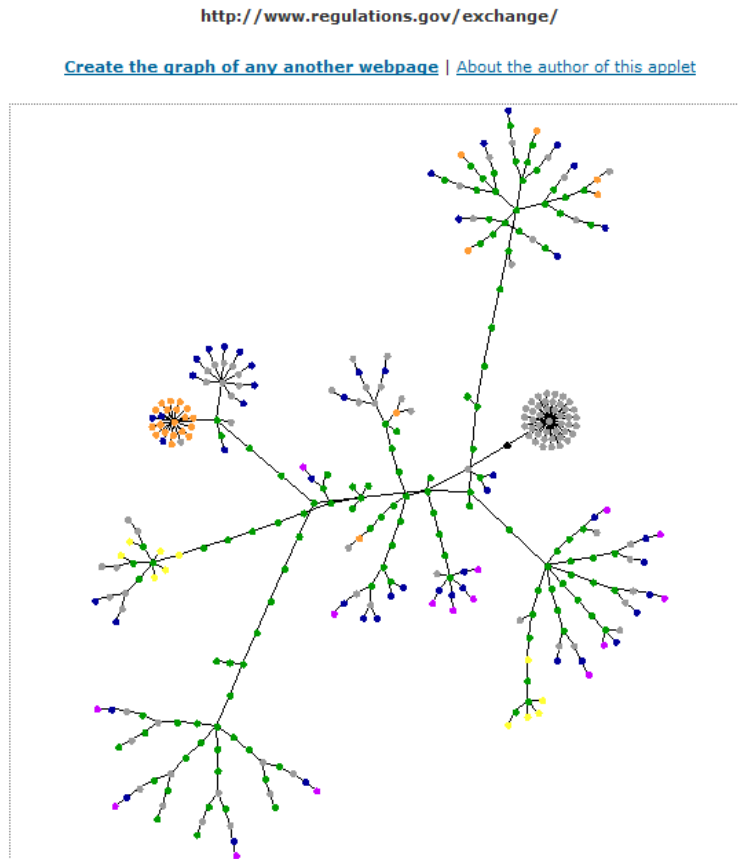 http://www.regulations.gov/exchange/
Create the graph of any another webpage | About the author of this applet